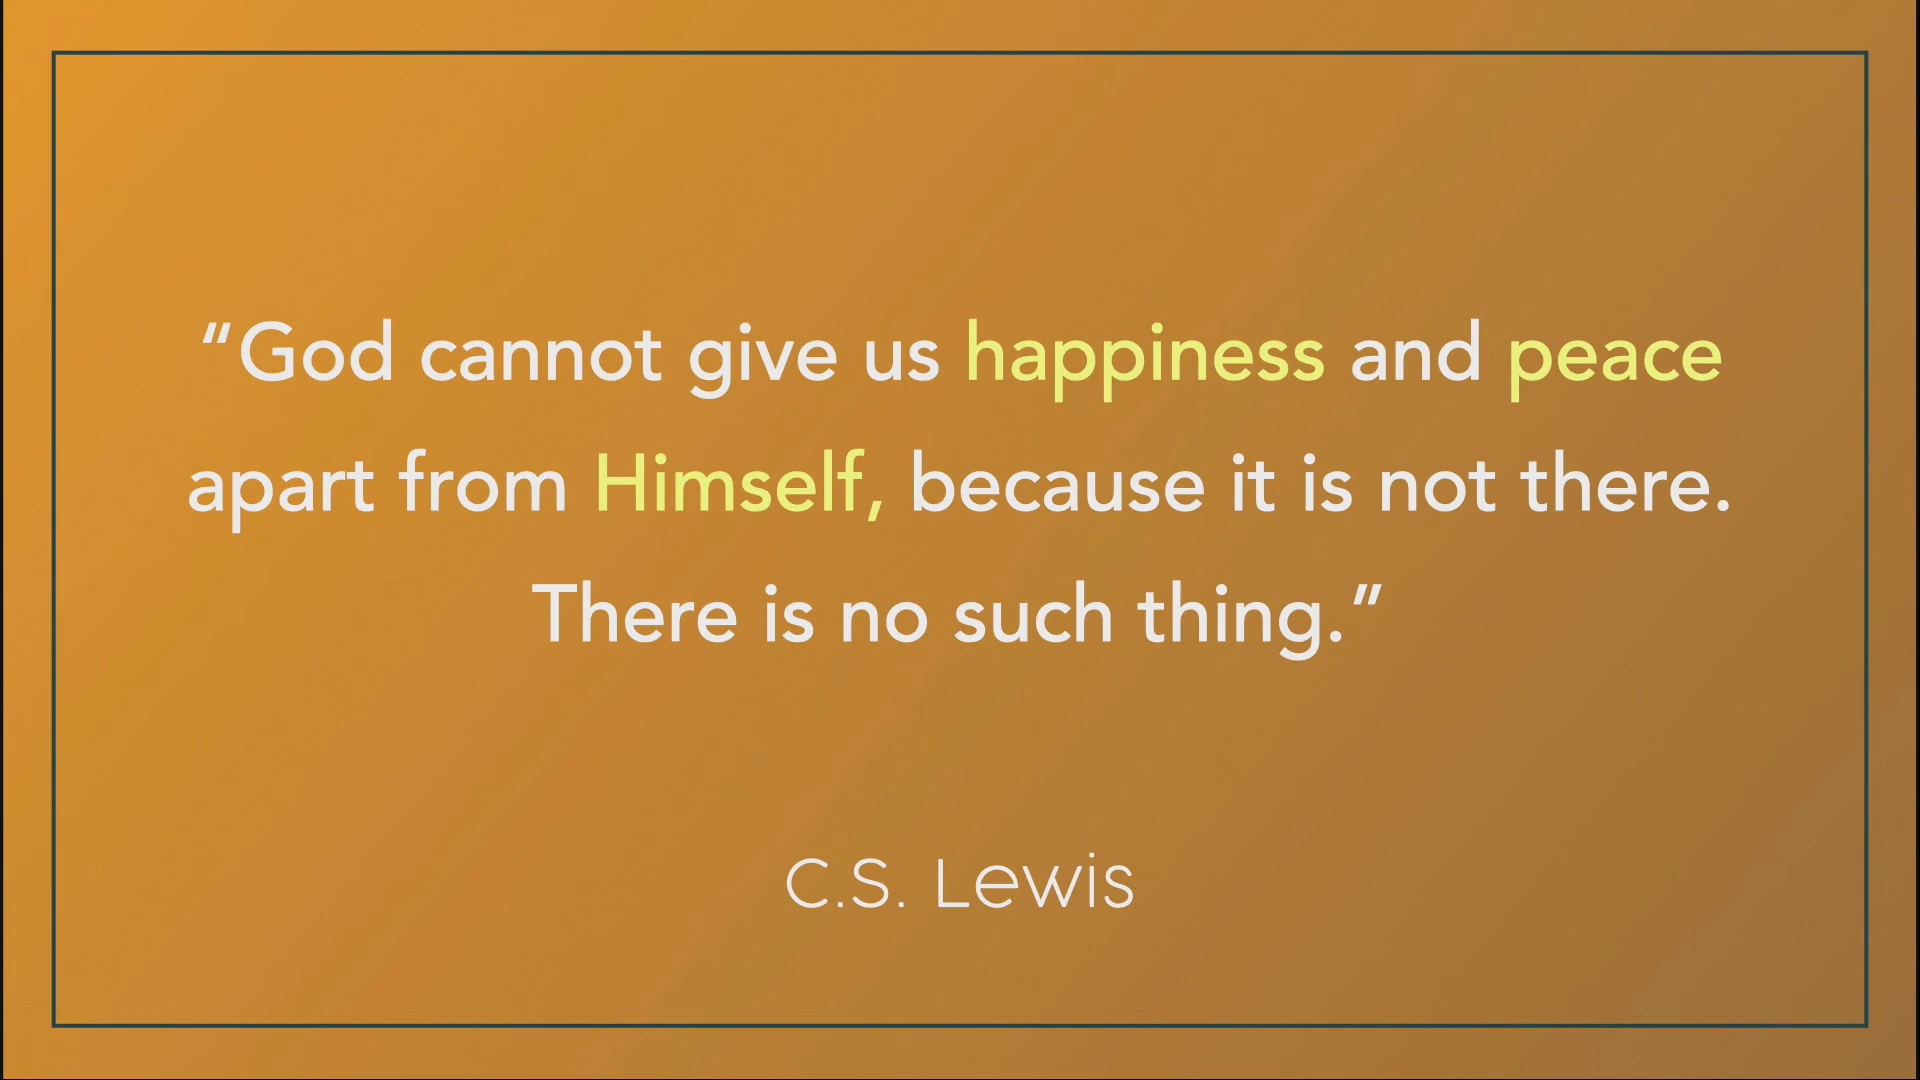 “God cannot give us happiness and peace
apart from Himself, because it is not there.
There is no such thing.”
C.S. Lewis